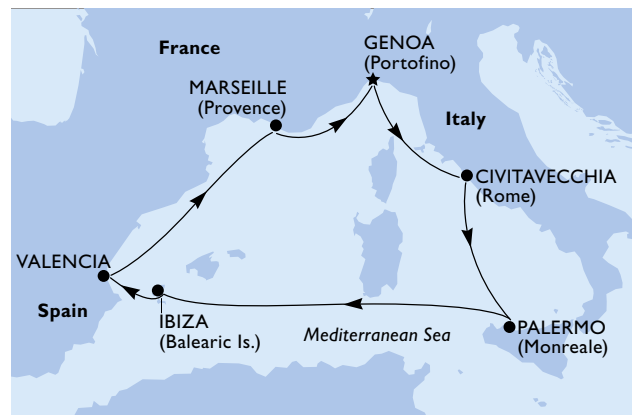 France
GENOA
(Portofino)
MARSEILLE
(Provence)
Italy
CIVITAVECCHIA
(Rome)
VALENCIA
Spain
IBIZA
(Balearic Is.)
Mediterranean Sea
PALERMO
(Monreale)